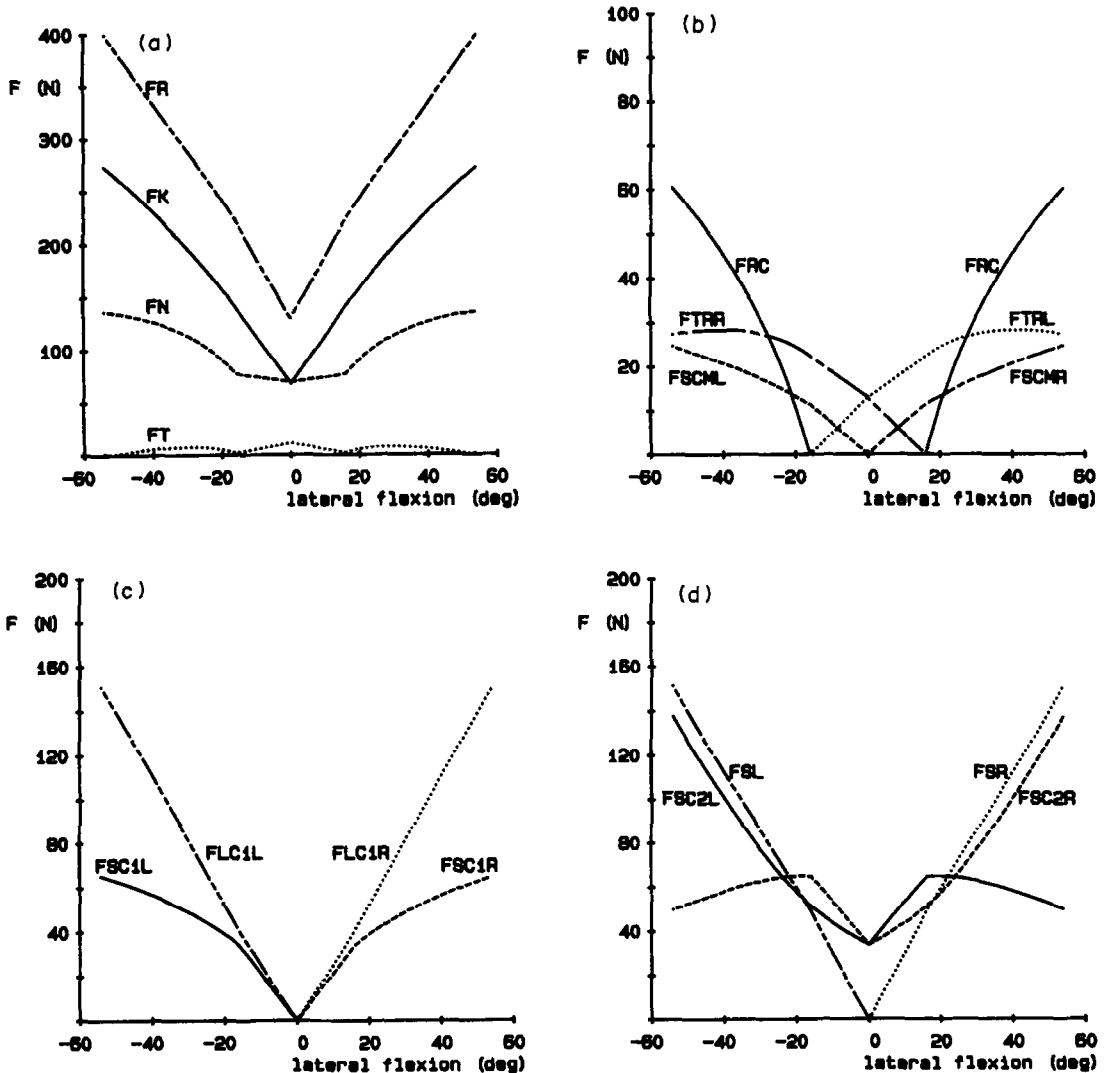 (a)
400
F (N)
FR
300
FK
200
FN
100
FT
-60 -40 -20 0 20 40 60
lateral flexion (deg)
(b)
100
F (N)
80
60
FRC FRC
40
FTRR FTRL
20
FSCML FSCMR
-60 -40 -20 0 20 40 60
lateral flexion (deg)
(c)
200
F (N)
160
120
80
FLC1L FLC1R
FSC1L FSC1R
40
-60 -40 -20 0 20 40 60
lateral flexion (deg)
(d)
200
F (N)
160
120
FSL FSR
FSC2L FSC2R
80
40
-60 -40 -20 0 20 40 60
lateral flexion (deg)